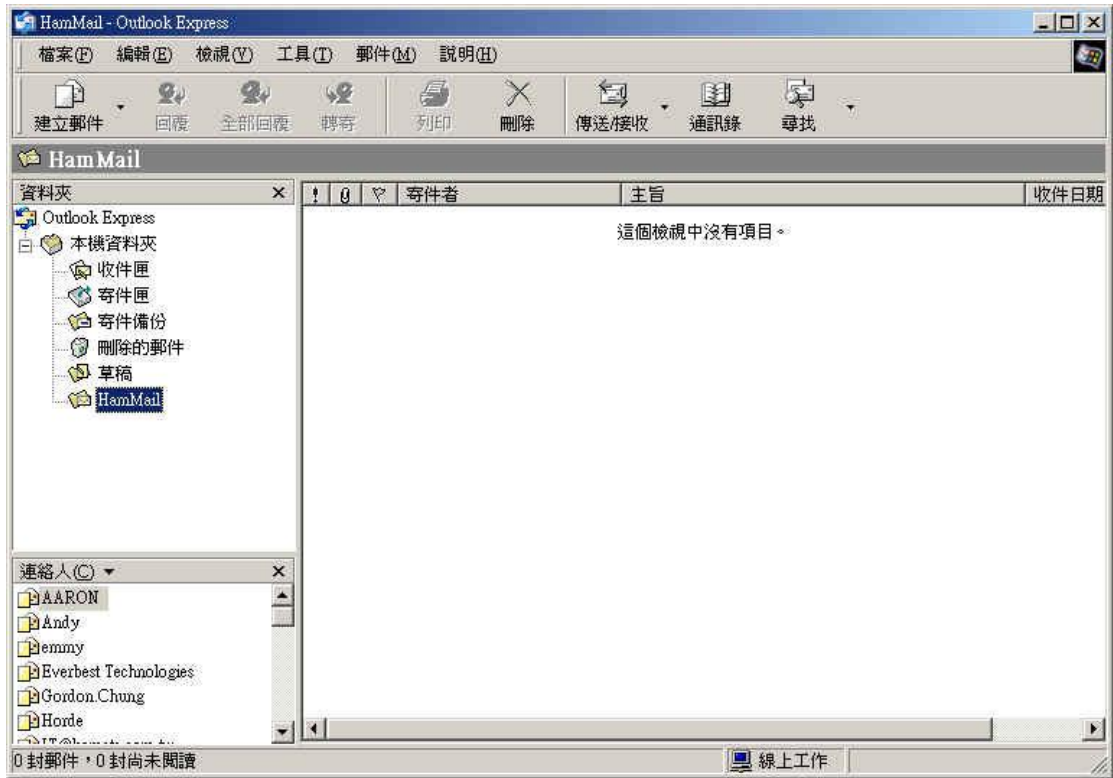 HamMail - Outlook Express
檔案(F) 編輯(E) 檢視(V) 工具(T) 郵件(M) 說明(H)
建立郵件 回覆 全部回覆 轉寄 列印 刪除 傳送/接收 通訊錄 尋找
HamMail
資料夾
! 寄件者 主旨 收件日期
Outlook Express
這個檢視中沒有項目。
本機資料夾
收件匣
寄件匣
寄件備份
刪除的郵件
草稿
HamMail
連絡人(C)
AARON
Andy
emmy
Everbest Technologies
Gordon.Chung
Horde
0 封郵件，0 封尚未閱讀 線上工作